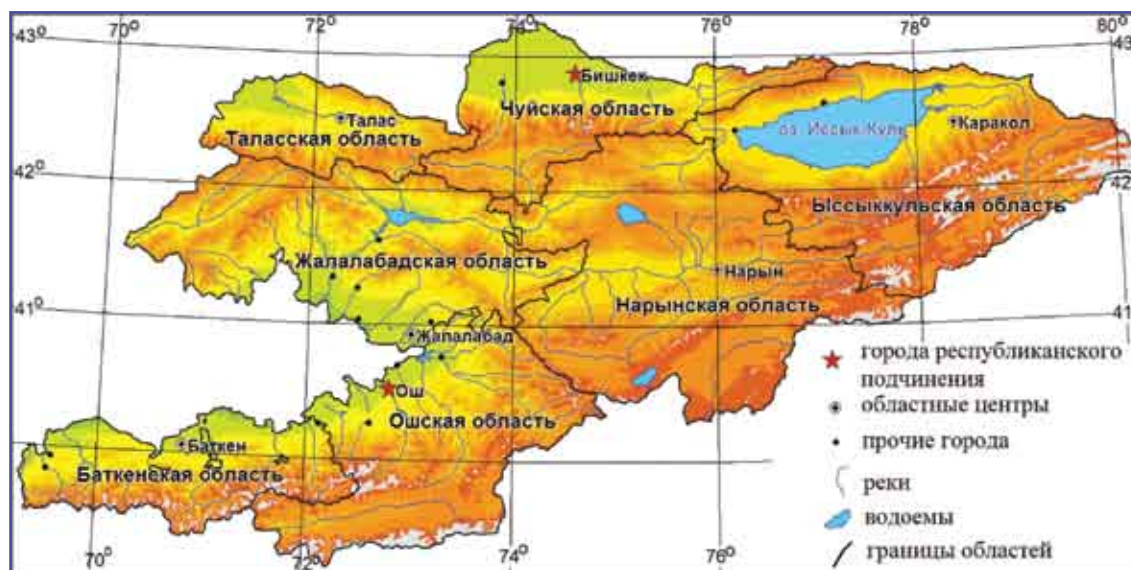 70°
72°
74°
76°
78°
80°
43°
43
Бишкек
Чуйская область
Талас
Таласская область
оз. Иссык Куль
Каракол
42°
42
Ыссыккульская область
Жалалабадская область
Нарын
Нарынская область
41°
41
Жалалабад
Ош
Ошская область
40°
Баткен
Баткенская область
70°
72°
74°
76°
города республиканского
подчинения
областные центры
прочие города
реки
водоемы
границы областей